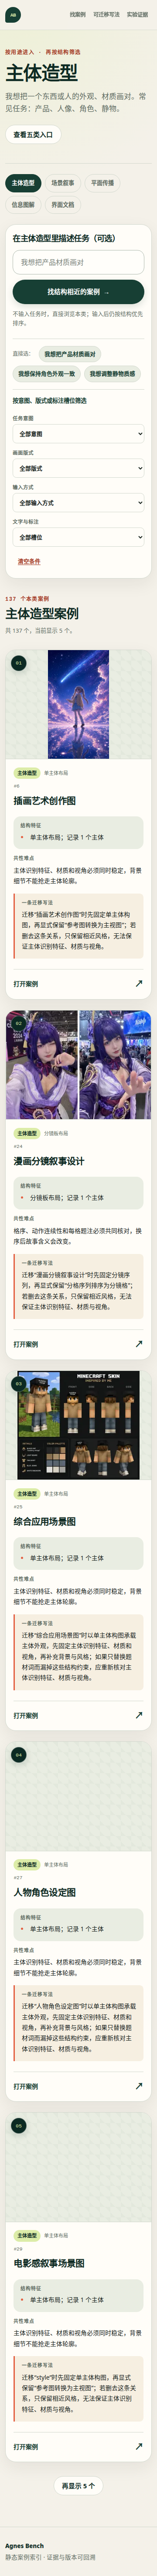 AB
找案例 可迁移写法 实验证据
按用途进入 · 再按结构筛选
主体造型
我想把一个东西或人的外观、材质画对。常
见任务：产品、人像、角色、静物。
查看五类入口
主体造型 场景叙事 平面传播
信息图解 界面文档
在主体造型里描述任务（可选）
我想把产品材质画对
找结构相近的案例 →
不输入任务时，直接浏览本类；输入后仍按结构优先
排序。
直接选： 我想把产品材质画对
我想保持角色外观一致 我想调整静物质感
按意图、版式或标注槽位筛选
任务意图
全部意图
画面版式
全部版式
输入方式
全部输入方式
文字与标注
全部槽位
清空条件
137 个本类案例
主体造型案例
共 137 个，当前显示 5 个。
01
主体造型 单主体布局
#6
插画艺术创作图
结构特征
• 单主体布局；记录 1 个主体
共性难点
主体识别特征、材质和视角必须同时稳定，背景
细节不能抢走主体轮廓。
一条迁移写法
迁移“插画艺术创作图”时先固定单主体构
图，再显式保留“参考图转换为主视图”；若
删去这条关系，只保留相近风格，无法保
证主体识别特征、材质与视角。
打开案例 ↗
02
主体造型 分镜板布局
#24
漫画分镜叙事设计
结构特征
• 分镜板布局；记录 1 个主体
共性难点
格序、动作连续性和每格题注必须共同核对，换
序后故事含义会改变。
一条迁移写法
迁移“漫画分镜叙事设计”时先固定分镜序
列，再显式保留“分格序列排序为分镜”；
若删去这条关系，只保留相近风格，无法
保证主体识别特征、材质与视角。
打开案例 ↗
03
MINECRAFT SKIN
主体造型 单主体布局
#25
综合应用场景图
结构特征
• 单主体布局；记录 1 个主体
共性难点
主体识别特征、材质和视角必须同时稳定，背景
细节不能抢走主体轮廓。
一条迁移写法
迁移“综合应用场景图”时以单主体构图承载
主体外观，先固定主体识别特征、材质和
视角，再补充背景与风格；如果只替换题
材词而漏掉这些结构约束，应重新核对主
体识别特征、材质与视角。
打开案例 ↗
04
主体造型 单主体布局
#27
人物角色设定图
结构特征
• 单主体布局；记录 1 个主体
共性难点
主体识别特征、材质和视角必须同时稳定，背景
细节不能抢走主体轮廓。
一条迁移写法
迁移“人物角色设定图”时以单主体构图承载
主体外观，先固定主体识别特征、材质和
视角，再补充背景与风格；如果只替换题
材词而漏掉这些结构约束，应重新核对主
体识别特征、材质与视角。
打开案例 ↗
05
主体造型 单主体布局
#29
电影感叙事场景图
结构特征
• 单主体布局；记录 1 个主体
共性难点
主体识别特征、材质和视角必须同时稳定，背景
细节不能抢走主体轮廓。
一条迁移写法
迁移“style”时先固定单主体构图，再显式
保留“参考图转换为主视图”；若删去这条关
系，只保留相近风格，无法保证主体识别
特征、材质与视角。
打开案例 ↗
再显示 5 个
Agnes Bench
静态案例索引 · 证据与版本可回溯